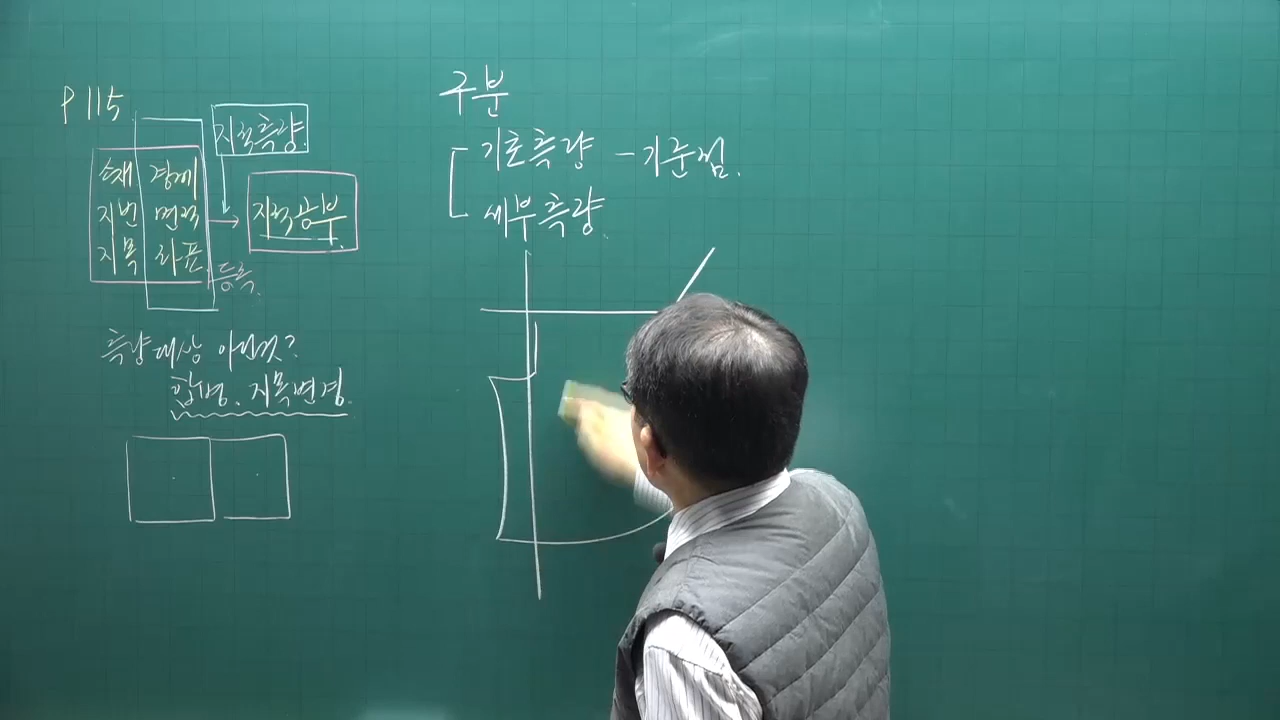 P 115
지적측량
소재 경계
지번 면적
지목 좌표
등록.
지적공부.
측량대상 아닌것?
합병. 지목변경.
구분
기초측량 - 기준점.
세부측량.